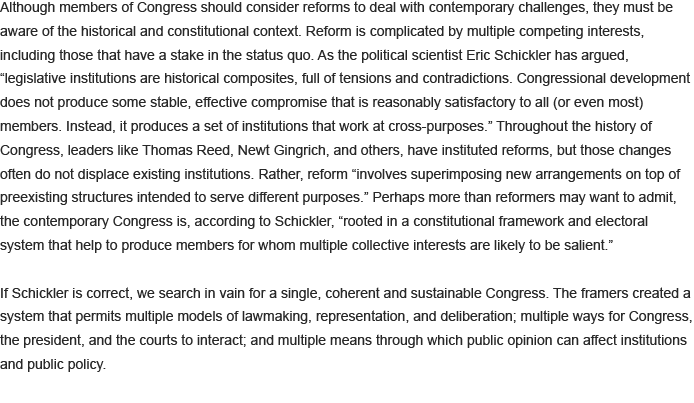 Although members of Congress should consider reforms to deal with contemporary challenges, they must be
aware of the historical and constitutional context. Reform is complicated by multiple competing interests,
including those that have a stake in the status quo. As the political scientist Eric Schickler has argued,
“legislative institutions are historical composites, full of tensions and contradictions. Congressional development
does not produce some stable, effective compromise that is reasonably satisfactory to all (or even most)
members. Instead, it produces a set of institutions that work at cross-purposes.” Throughout the history of
Congress, leaders like Thomas Reed, Newt Gingrich, and others, have instituted reforms, but those changes
often do not displace existing institutions. Rather, reform “involves superimposing new arrangements on top of
preexisting structures intended to serve different purposes.” Perhaps more than reformers may want to admit,
the contemporary Congress is, according to Schickler, “rooted in a constitutional framework and electoral
system that help to produce members for whom multiple collective interests are likely to be salient.”
If Schickler is correct, we search in vain for a single, coherent and sustainable Congress. The framers created a
system that permits multiple models of lawmaking, representation, and deliberation; multiple ways for Congress,
the president, and the courts to interact; and multiple means through which public opinion can affect institutions
and public policy.